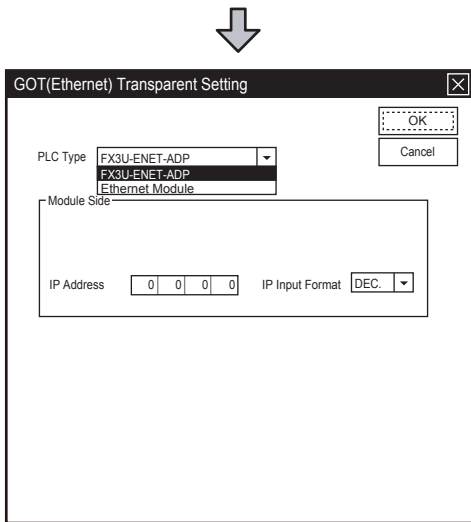 GOT(Ethernet) Transparent Setting
OK
PLC Type FX3U-ENET-ADP Cancel
FX3U-ENET-ADP
Ethernet Module
Module Side
IP Address 0 0 0 0 IP Input Format DEC.